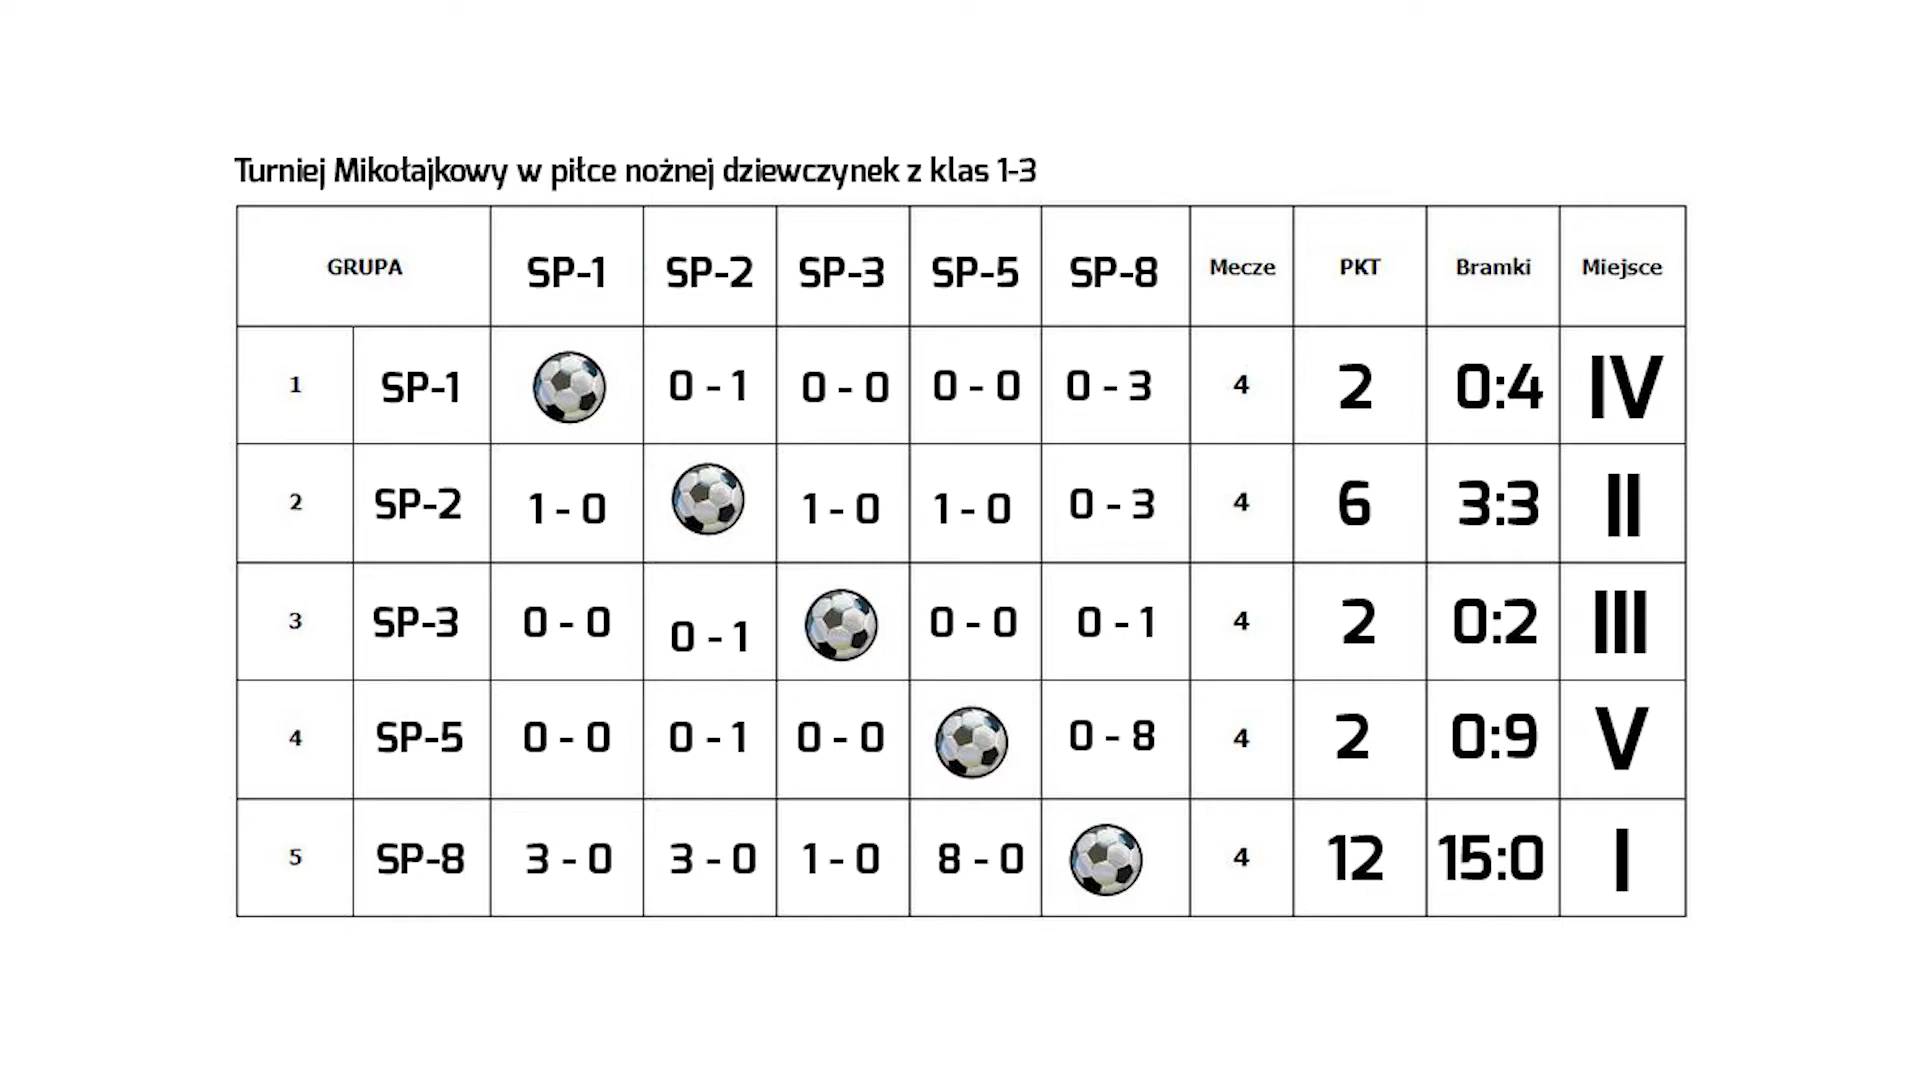 Turniej Mikołajkowy w piłce nożnej dziewczynek z klas 1-3
GRUPA SP-1 SP-2 SP-3 SP-5 SP-8 Mecze PKT Bramki Miejsce
1 SP-1 0 - 1 0 - 0 0 - 0 0 - 3 4 2 0:4 IV
2 SP-2 1 - 0 1 - 0 1 - 0 0 - 3 4 6 3:3 II
3 SP-3 0 - 0 0 - 1 0 - 0 0 - 1 4 2 0:2 III
4 SP-5 0 - 0 0 - 1 0 - 0 0 - 8 4 2 0:9 V
5 SP-8 3 - 0 3 - 0 1 - 0 8 - 0 4 12 15:0 I